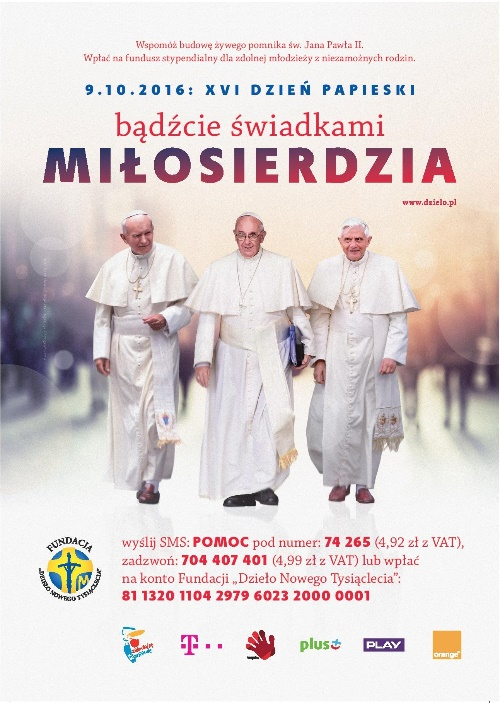 Wspomóż budowę żywego pomnika św. Jana Pawła II.
Wpłać na fundusz stypendialny dla zdolnej młodzieży z niezamożnych rodzin.
9.10.2016: XVI DZIEŃ PAPIESKI
bądźcie świadkami
MIŁOSIERDZIA
www.dzielo.pl
FUNDACJA
„DZIEŁO NOWEGO TYSIĄCLECIA”
wyślij SMS: POMOC pod numer: 74 265 (4,92 zł z VAT),
zadzwoń: 704 407 401 (4,99 zł z VAT) lub wpłać
na konto Fundacji „Dzieło Nowego Tysiąclecia”:
81 1320 1104 2979 6023 2000 0001
T
plus
PLAY
orange